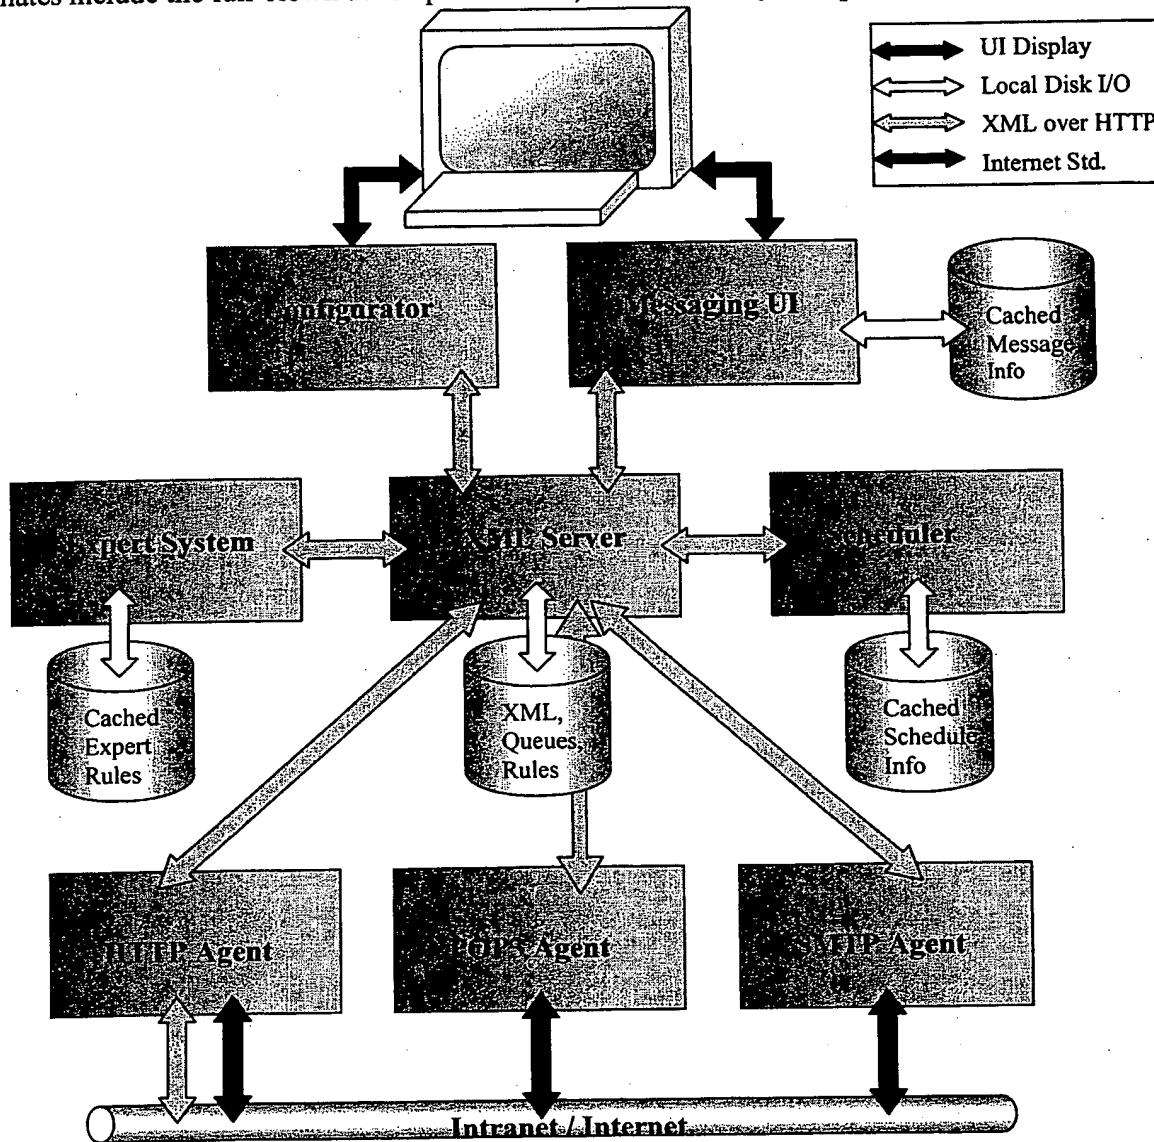 UI Display
Local Disk I/O
XML over HTTP
Internet Std.
Configurator
Messaging UI
Cached
Message
Info
Expert System
XML Server
Scheduler
Cached
Expert
Rules
XML,
Queues,
Rules
Cached
Schedule
Info
HTTP Agent
POP3 Agent
SMTP Agent
Intranet / Internet